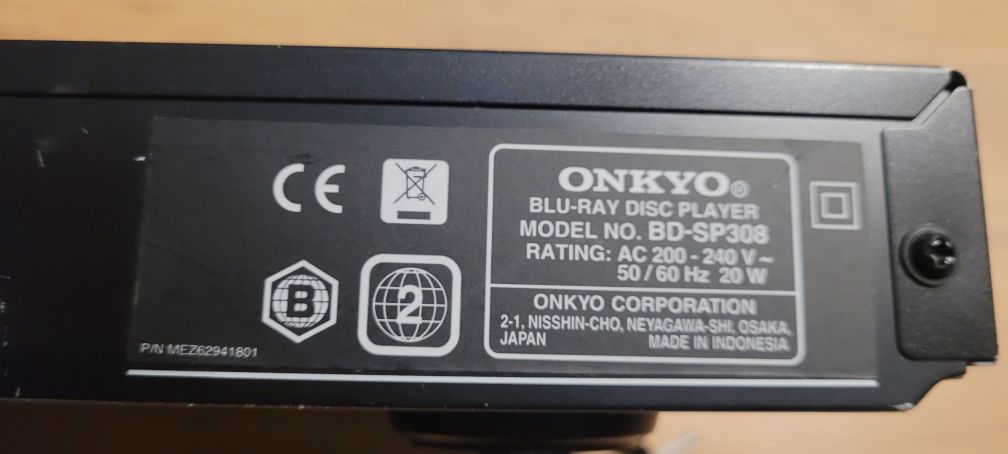 CE
B
2
P/N MEZ62941801
ONKYO®
BLU-RAY DISC PLAYER
MODEL NO. BD-SP308
RATING: AC 200 - 240 V ~
50 / 60 Hz 20 W
ONKYO CORPORATION
2-1, NISSHIN-CHO, NEYAGAWA-SHI, OSAKA,
JAPAN MADE IN INDONESIA